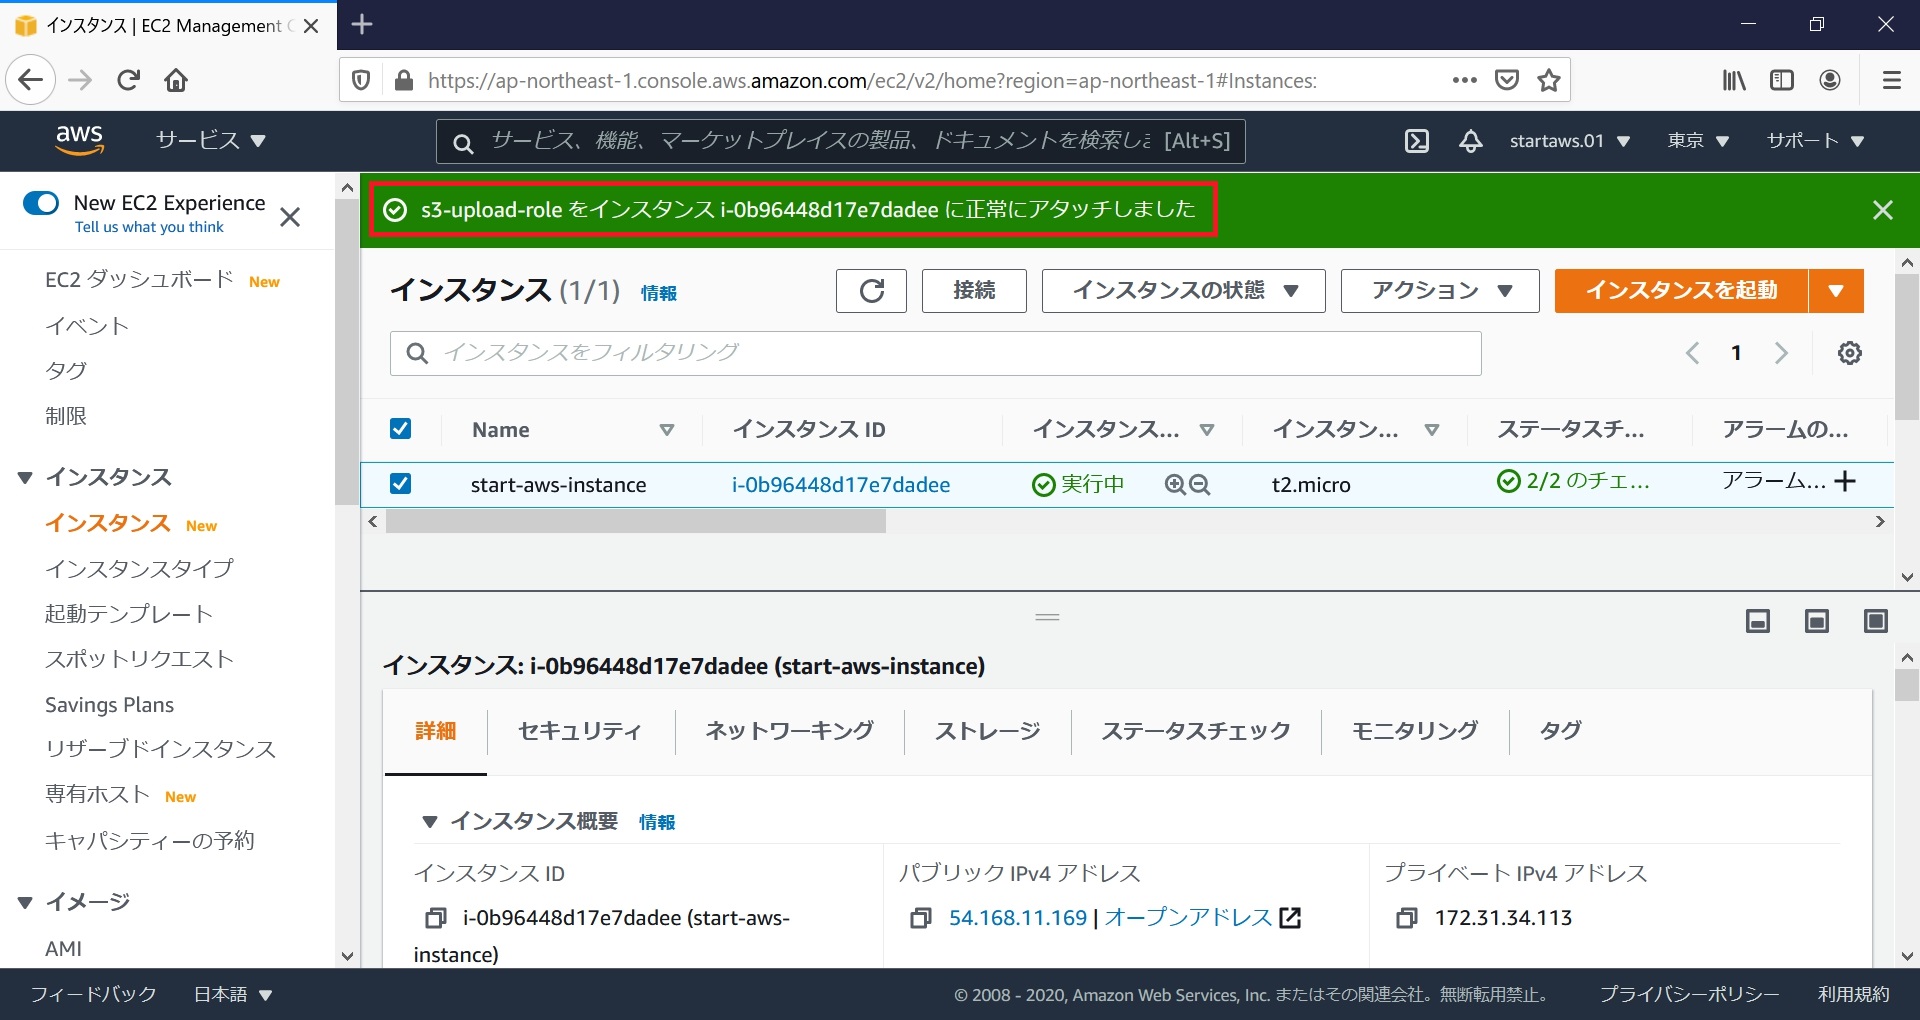 インスタンス | EC2 Management C
https://ap-northeast-1.console.aws.amazon.com/ec2/v2/home?region=ap-northeast-1#Instances:
aws
サービス
サービス、機能、マーケットプレイスの製品、ドキュメントを検索しま [Alt+S]
startaws.01
東京
サポート
New EC2 Experience
Tell us what you think
EC2 ダッシュボード New
イベント
タグ
制限
インスタンス
インスタンス New
インスタンスタイプ
起動テンプレート
スポットリクエスト
Savings Plans
リザーブドインスタンス
専有ホスト New
キャパシティーの予約
イメージ
AMI
s3-upload-role をインスタンス i-0b96448d17e7dadee に正常にアタッチしました
インスタンス (1/1) 情報
接続
インスタンスの状態
アクション
インスタンスを起動
インスタンスをフィルタリング
1
Name
インスタンス ID
インスタンス...
インスタン...
ステータスチ...
アラームの...
start-aws-instance
i-0b96448d17e7dadee
実行中
t2.micro
2/2 のチェ...
アラーム...
インスタンス: i-0b96448d17e7dadee (start-aws-instance)
詳細
セキュリティ
ネットワーキング
ストレージ
ステータスチェック
モニタリング
タグ
インスタンス概要 情報
インスタンス ID
i-0b96448d17e7dadee (start-aws-
instance)
パブリック IPv4 アドレス
54.168.11.169 | オープンアドレス
プライベート IPv4 アドレス
172.31.34.113
フィードバック
日本語
© 2008 - 2020, Amazon Web Services, Inc. またはその関連会社。無断転用禁止。
プライバシーポリシー
利用規約